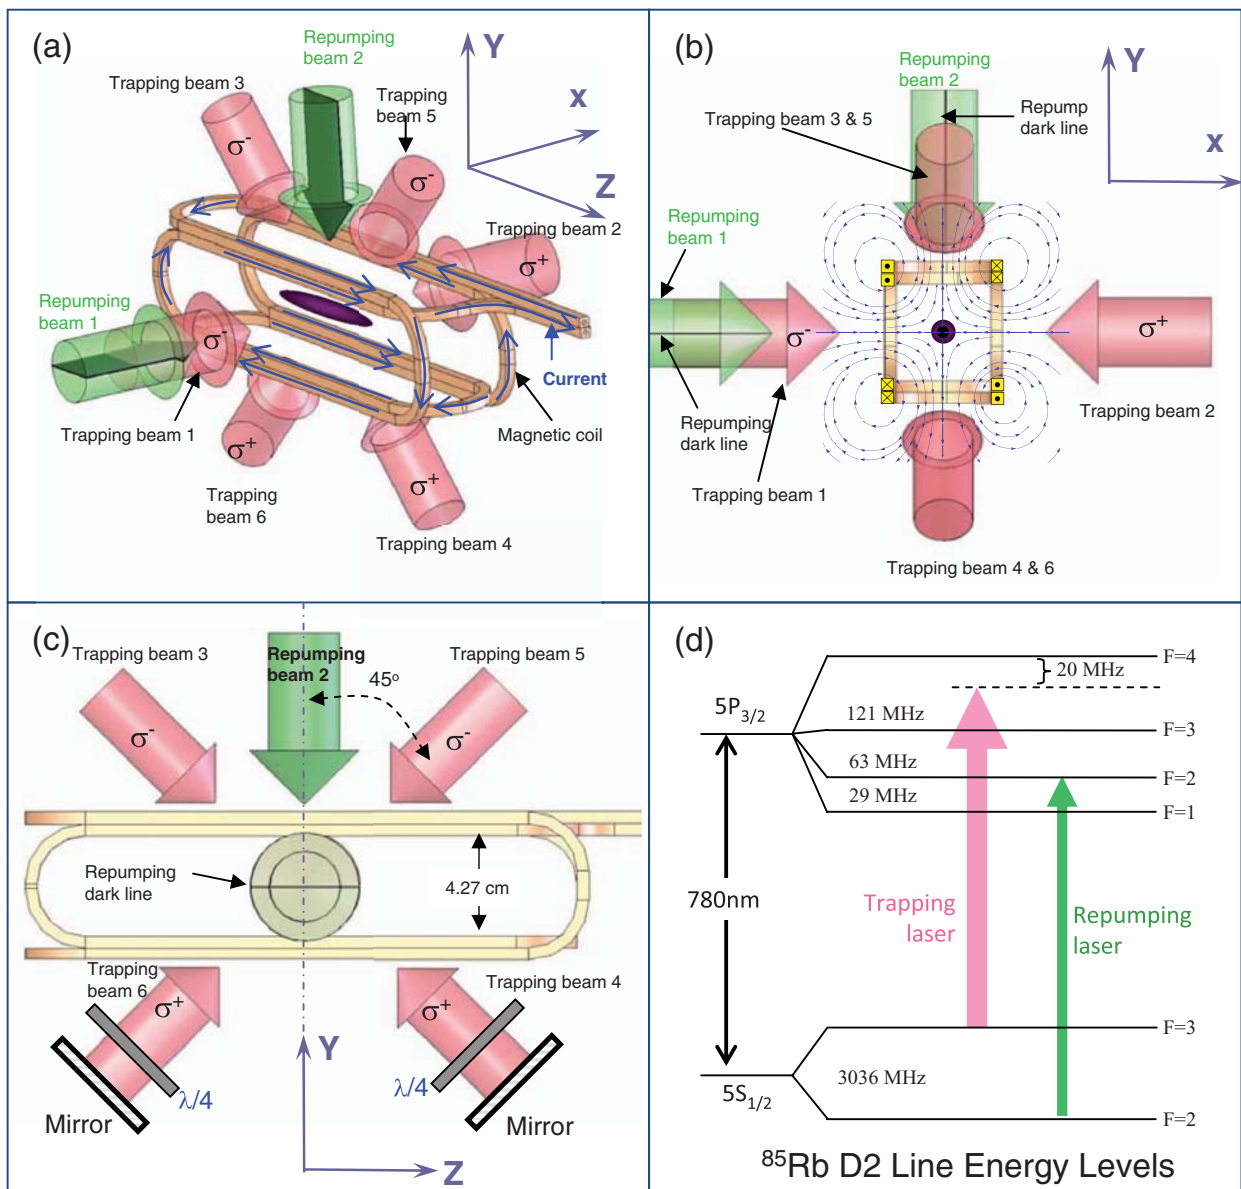 (a)
Repumping
beam 2
Y
Trapping
beam 3
Trapping
beam 5
x
Z
σ-
σ-
Trapping
beam 2
σ+
Repumping
beam 1
σ-
Current
Trapping
beam 1
σ+
σ+
Magnetic coil
Trapping
beam 6
Trapping beam 4
(b)
Repumping
beam 2
Y
Repump
dark line
Trapping
beam 3 & 5
x
Repumping
beam 1
σ-
σ+
Repumping
dark line
Trapping
beam 2
Trapping beam 1
Trapping beam 4 & 6
(c)
Trapping
beam 3
Repumping
beam 2
Trapping
beam 5
45o
σ-
σ-
Repumping
dark line
4.27 cm
Trapping
beam 6
Trapping
beam 4
σ+
σ+
Y
λ/4
λ/4
Mirror
Mirror
Z
(d)
F=4
20 MHz
5P3/2
121 MHz
F=3
63 MHz
F=2
29 MHz
F=1
780nm
Trapping
laser
Repumping
laser
F=3
3036 MHz
5S1/2
F=2
85Rb D2 Line Energy Levels